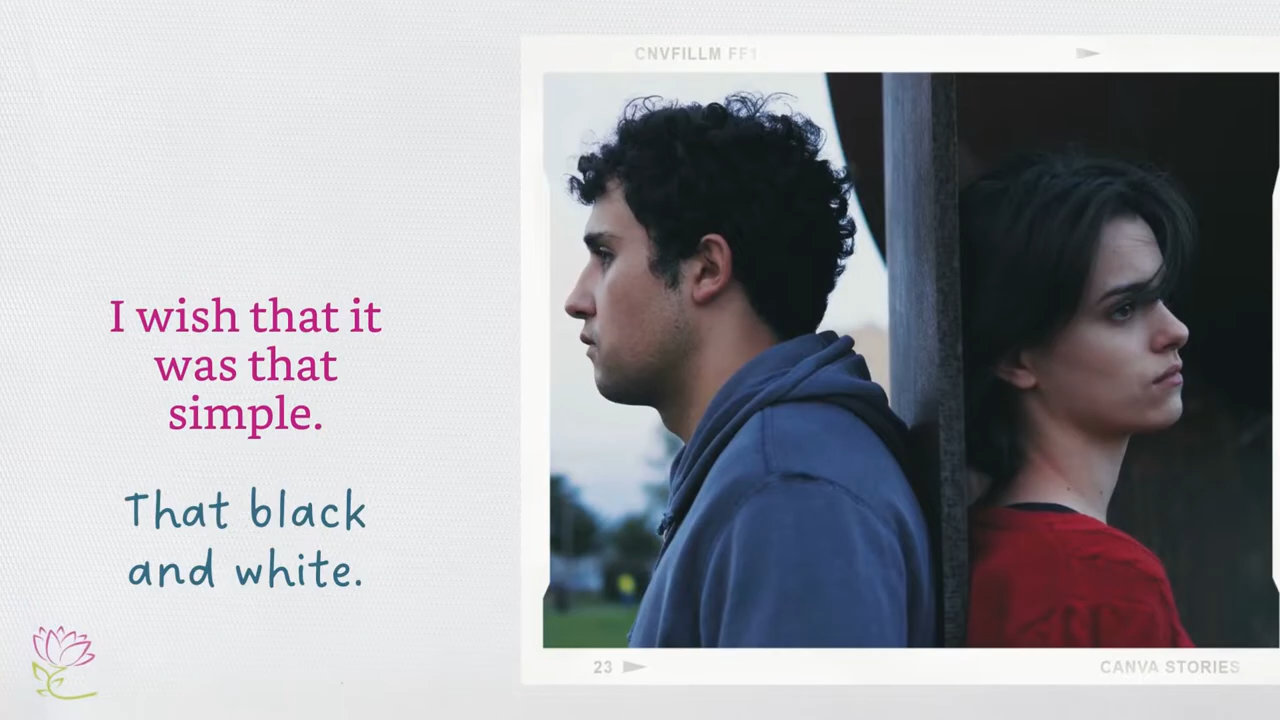 CNVFILLM FF1
I wish that it
was that
simple.
That black
and white.
23
CANVA STORIES